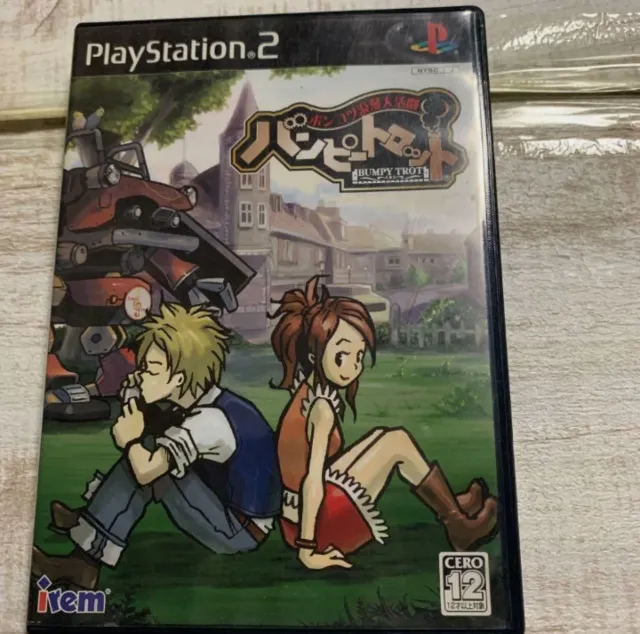 PlayStation®2
NTSC J
ポンコツ浪漫大活劇
バンピートロット
BUMPY TROT
irem
CERO
12
12才以上対象